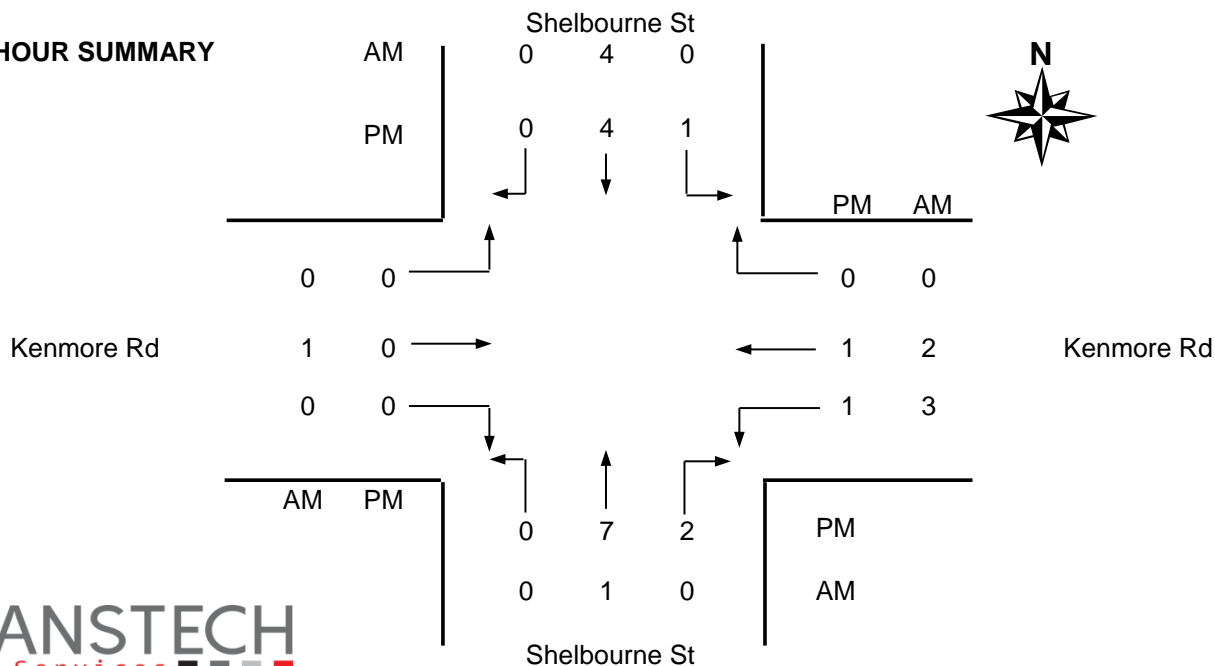 Shelbourne St
HOUR SUMMARY AM 0 4 0 N
PM 0 4 1
PM AM
0 0 0 0
Kenmore Rd 1 0 1 2 Kenmore Rd
0 0 1 3
AM PM
0 7 2 PM
0 1 0 AM
ANSTECH
Services
Shelbourne St